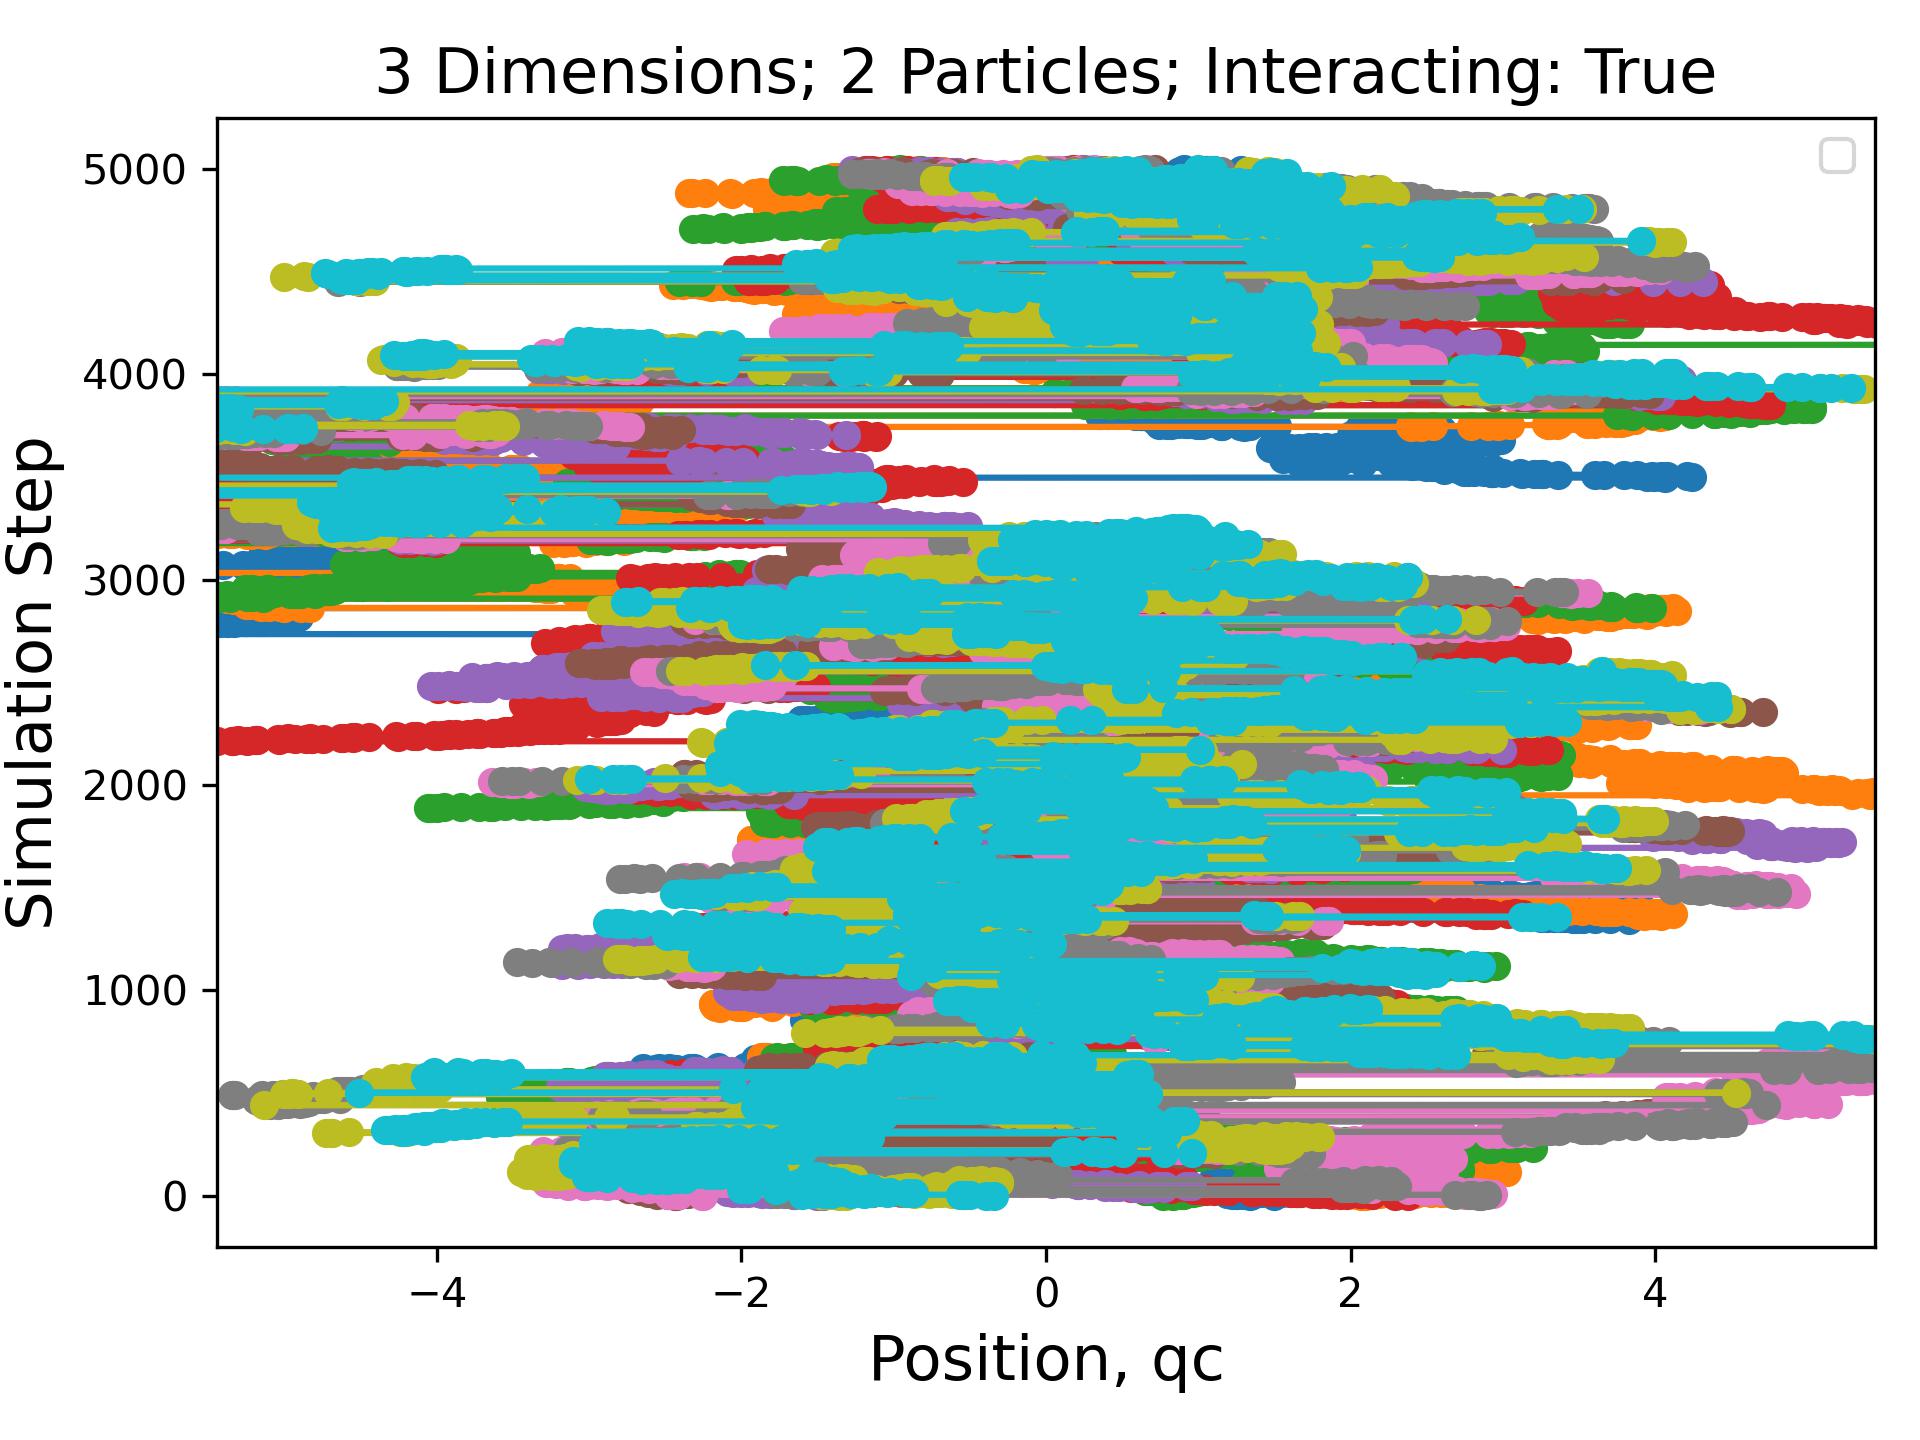 3 Dimensions; 2 Particles; Interacting: True
5000
4000
3000
2000
1000
0
Simulation Step
−4 −2 0 2 4
Position, qc